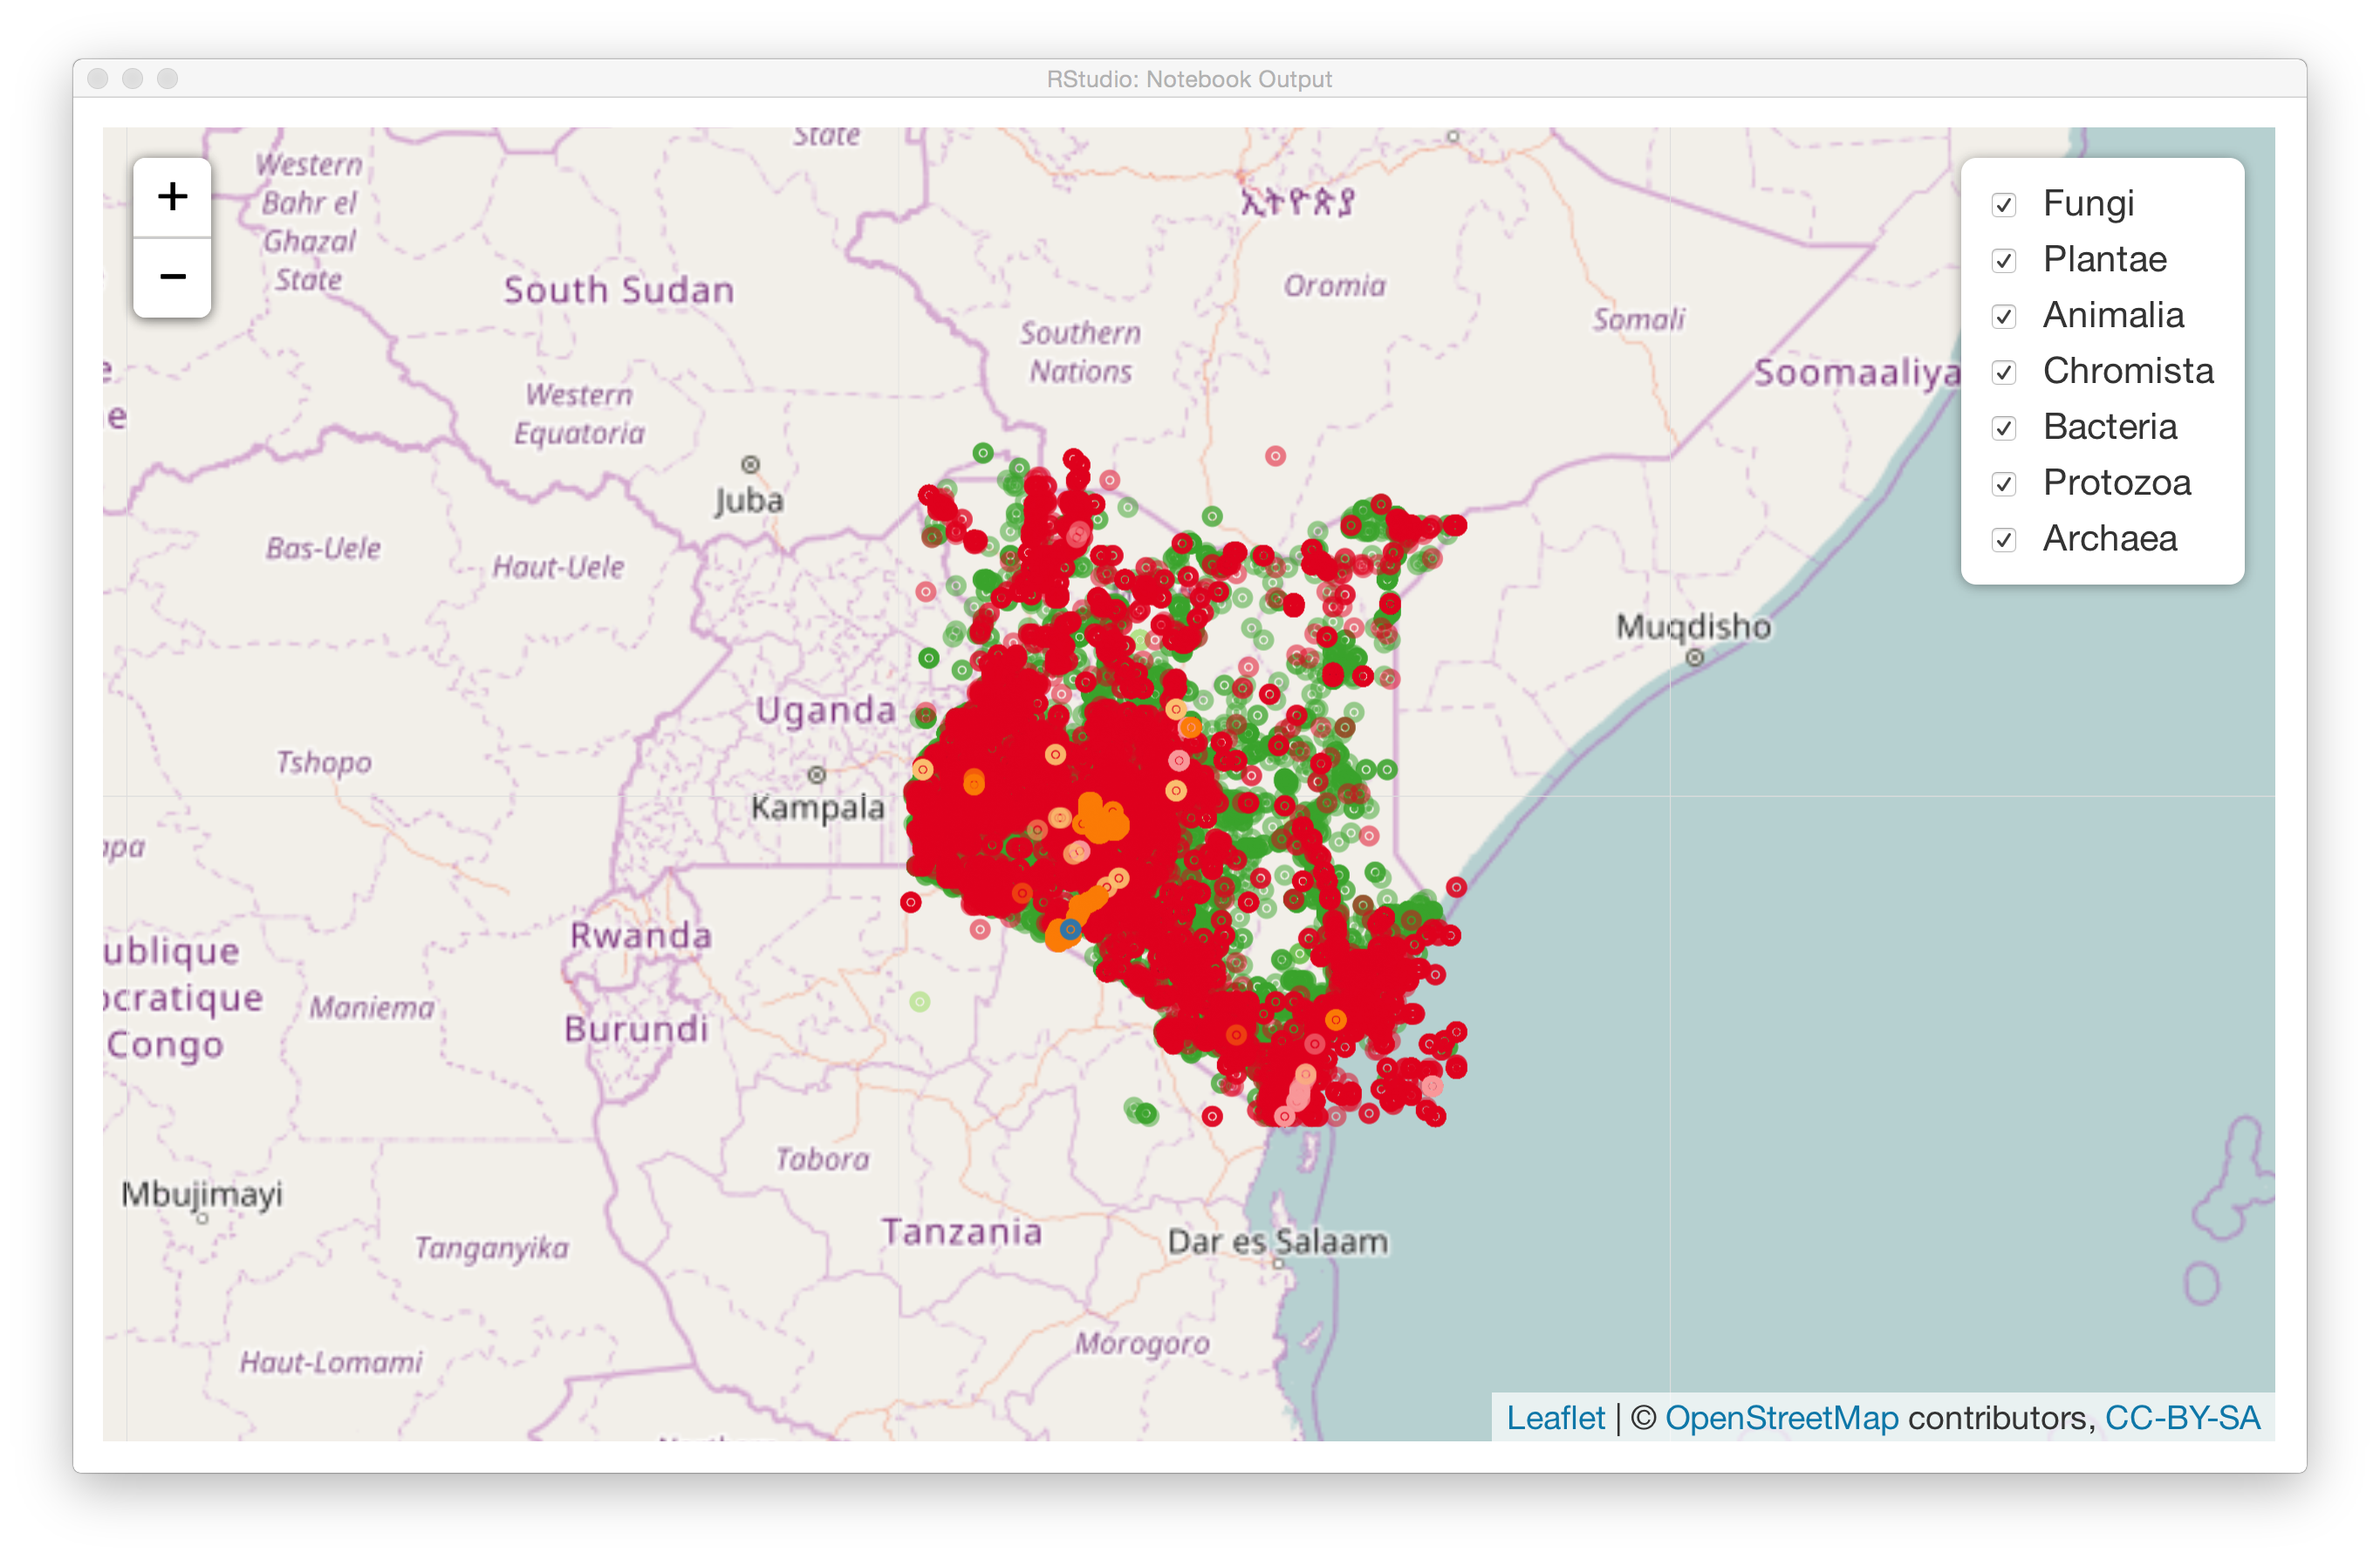 RStudio: Notebook Output
+
−
State
Western
Bahr el
Ghazal
State
ኢትዮጵያ
Fungi
Plantae
Animalia
Chromista
Bacteria
Protozoa
Archaea
South Sudan
Oromia
Somali
Southern
Nations
Soomaaliya
e
e
Western
Equatoria
Juba
Bas-Uele
Haut-Uele
Muqdisho
Uganda
Tshopo
Kampala
Rwanda
ublique
ocratique
Congo
Maniema
Burundi
Tabora
Mbujimayi
Tanganyika
Tanzania
Dar es Salaam
Morogoro
Haut-Lomami
Leaflet | © OpenStreetMap contributors, CC-BY-SA